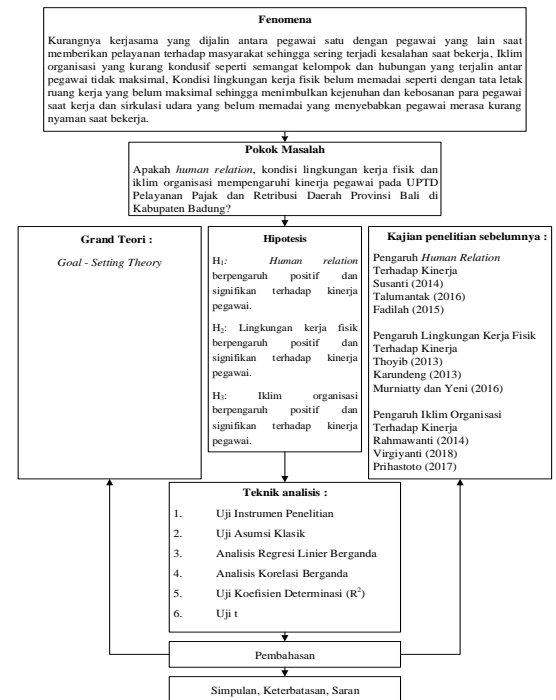 Fenomena
Kurangnya kerjasama yang dijalin antara pegawai satu dengan pegawai yang lain saat
memberikan pelayanan terhadap masyarakat sehingga sering terjadi kesalahan saat bekerja, Iklim
organisasi yang kurang kondusif seperti semangat kelompok dan hubungan yang terjalin antar
pegawai tidak maksimal, Kondisi lingkungan kerja fisik belum memadai seperti dengan tata letak
ruang kerja yang belum maksimal sehingga menimbulkan kejenuhan dan kebosanan para pegawai
saat kerja dan sirkulasi udara yang belum memadai yang menyebabkan pegawai merasa kurang
nyaman saat bekerja.
Pokok Masalah
Apakah human relation, kondisi lingkungan kerja fisik dan
iklim organisasi mempengaruhi kinerja pegawai pada UPTD
Pelayanan Pajak dan Retribusi Daerah Provinsi Bali di
Kabupaten Badung?
Grand Teori :
Goal - Setting Theory
Hipotesis
H₁: Human relation
berpengaruh positif dan
signifikan terhadap kinerja
pegawai.
H₂: Lingkungan kerja fisik
berpengaruh positif dan
signifikan terhadap kinerja
pegawai.
H₃: Iklim organisasi
berpengaruh positif dan
signifikan terhadap kinerja
pegawai.
Kajian penelitian sebelumnya :
Pengaruh Human Relation
Terhadap Kinerja
Susanti (2014)
Talumantak (2016)
Fadilah (2015)
Pengaruh Lingkungan Kerja Fisik
Terhadap Kinerja
Thoyib (2013)
Karundeng (2013)
Murniatty dan Yeni (2016)
Pengaruh Iklim Organisasi
Terhadap Kinerja
Rahmawanti (2014)
Virgiyanti (2018)
Prihastoto (2017)
Teknik analisis :
1. Uji Instrumen Penelitian
2. Uji Asumsi Klasik
3. Analisis Regresi Linier Berganda
4. Analisis Korelasi Berganda
5. Uji Koefisien Determinasi (R²)
6. Uji t
Pembahasan
Simpulan, Keterbatasan, Saran